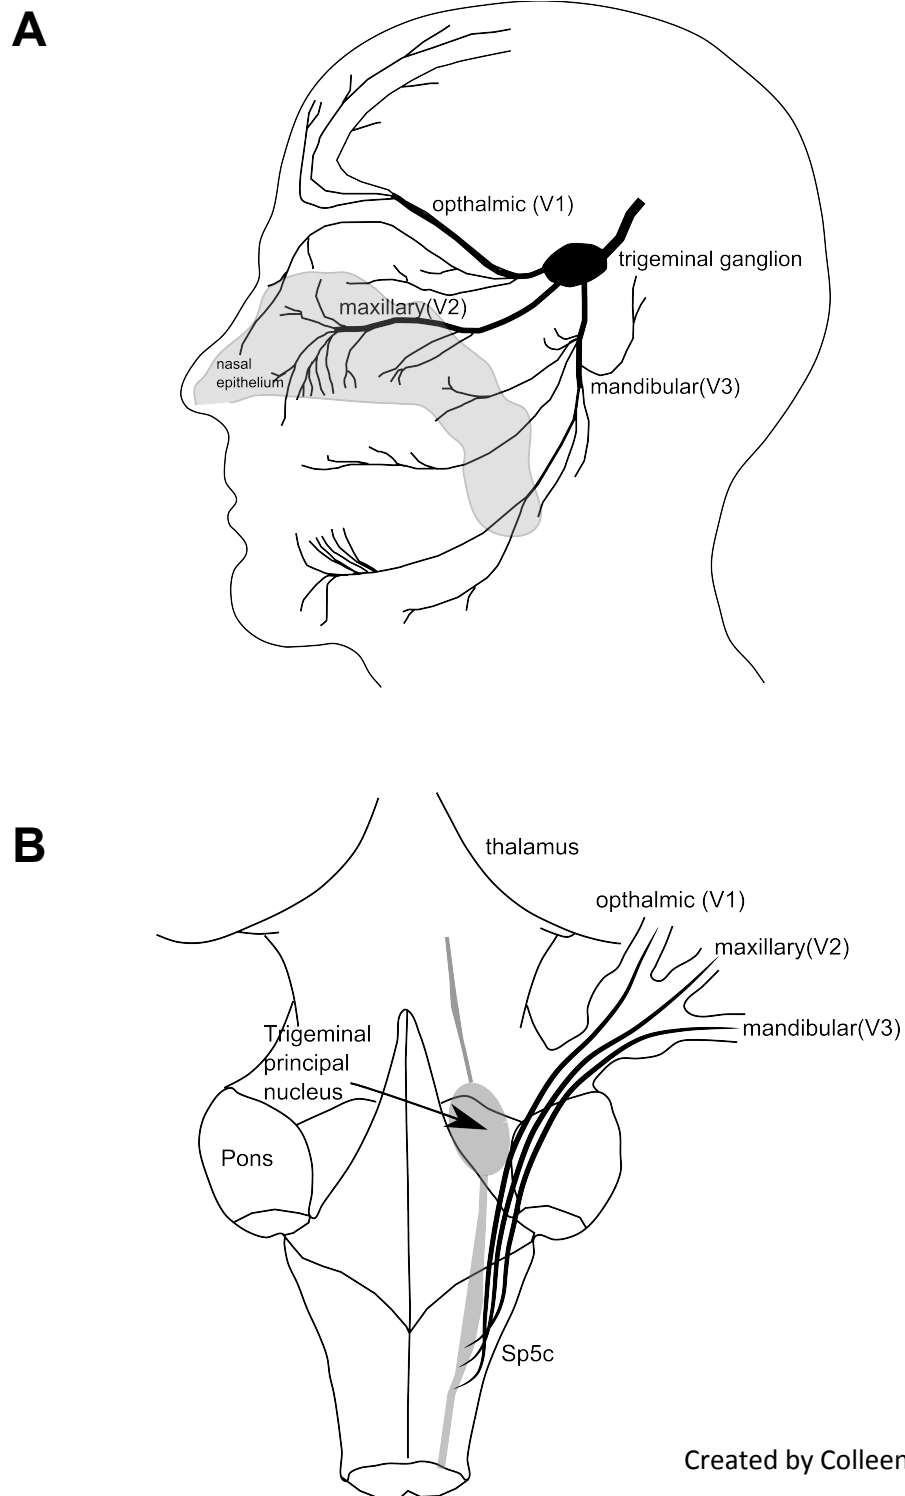 A
opthalmic (V1)
trigeminal ganglion
maxillary(V2)
nasal
epithelium
mandibular(V3)
B
thalamus
opthalmic (V1)
maxillary(V2)
mandibular(V3)
Trigeminal
principal
nucleus
Pons
Sp5c
Created by Colleen